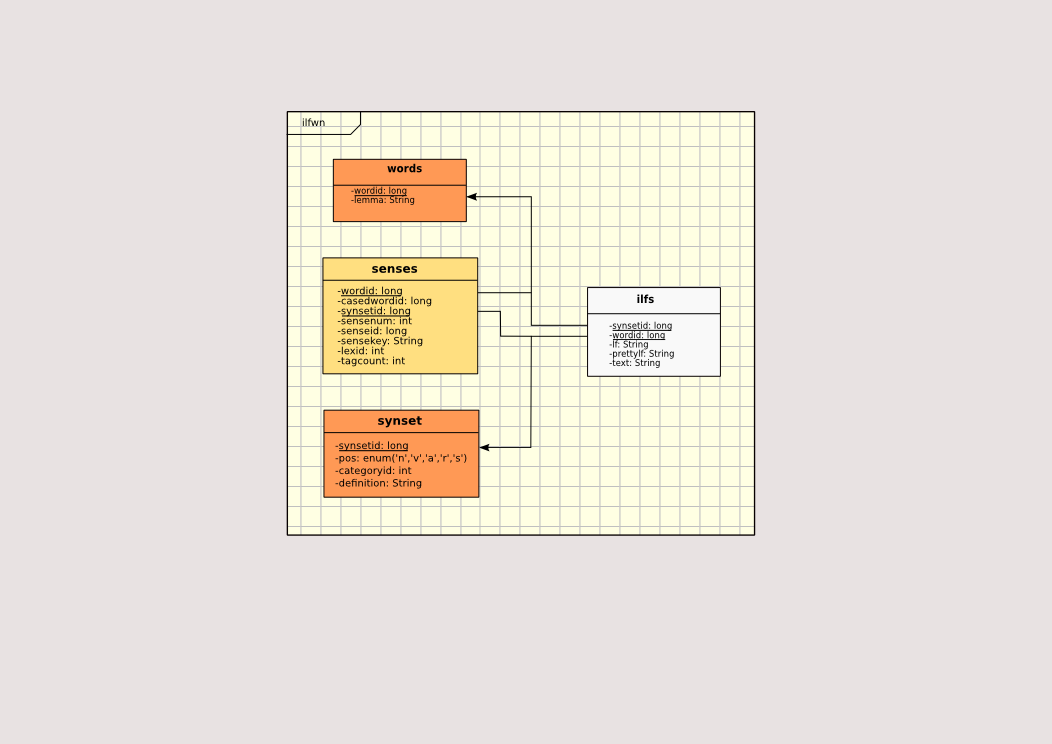 ilfwn
words
-wordid: long
-lemma: String
senses
-wordid: long
-casedwordid: long
-synsetid: long
-sensenum: int
-senseid: long
-sensekey: String
-lexid: int
-tagcount: int
ilfs
-synsetid: long
-wordid: long
-lf: String
-prettylf: String
-text: String
synset
-synsetid: long
-pos: enum('n','v','a','r','s')
-categoryid: int
-definition: String